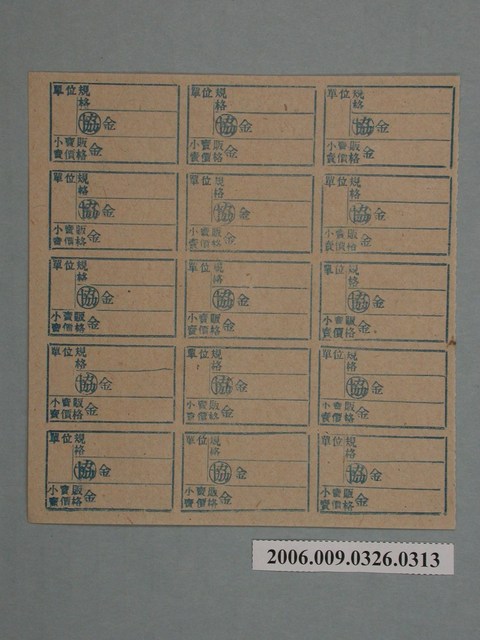 單位規
格
協 金
小賣販
賣價格 金
單位規
格
協 金
小賣販
賣價格 金
單位規
格
協 金
小賣販
賣價格 金
單位規
格
協 金
小賣販
賣價格 金
單位規
格
協 金
小賣販
賣價格 金
單位規
格
協 金
小賣販
賣價格 金
單位規
格
協 金
小賣販
賣價格 金
單位規
格
協 金
小賣販
賣價格 金
單位規
格
協 金
小賣販
賣價格 金
單位規
格
協 金
小賣販
賣價格 金
單位規
格
協 金
小賣販
賣價格 金
單位規
格
協 金
小賣販
賣價格 金
單位規
格
協 金
小賣販
賣價格 金
單位規
格
協 金
小賣販
賣價格 金
單位規
格
協 金
小賣販
賣價格 金
2006.009.0326.0313